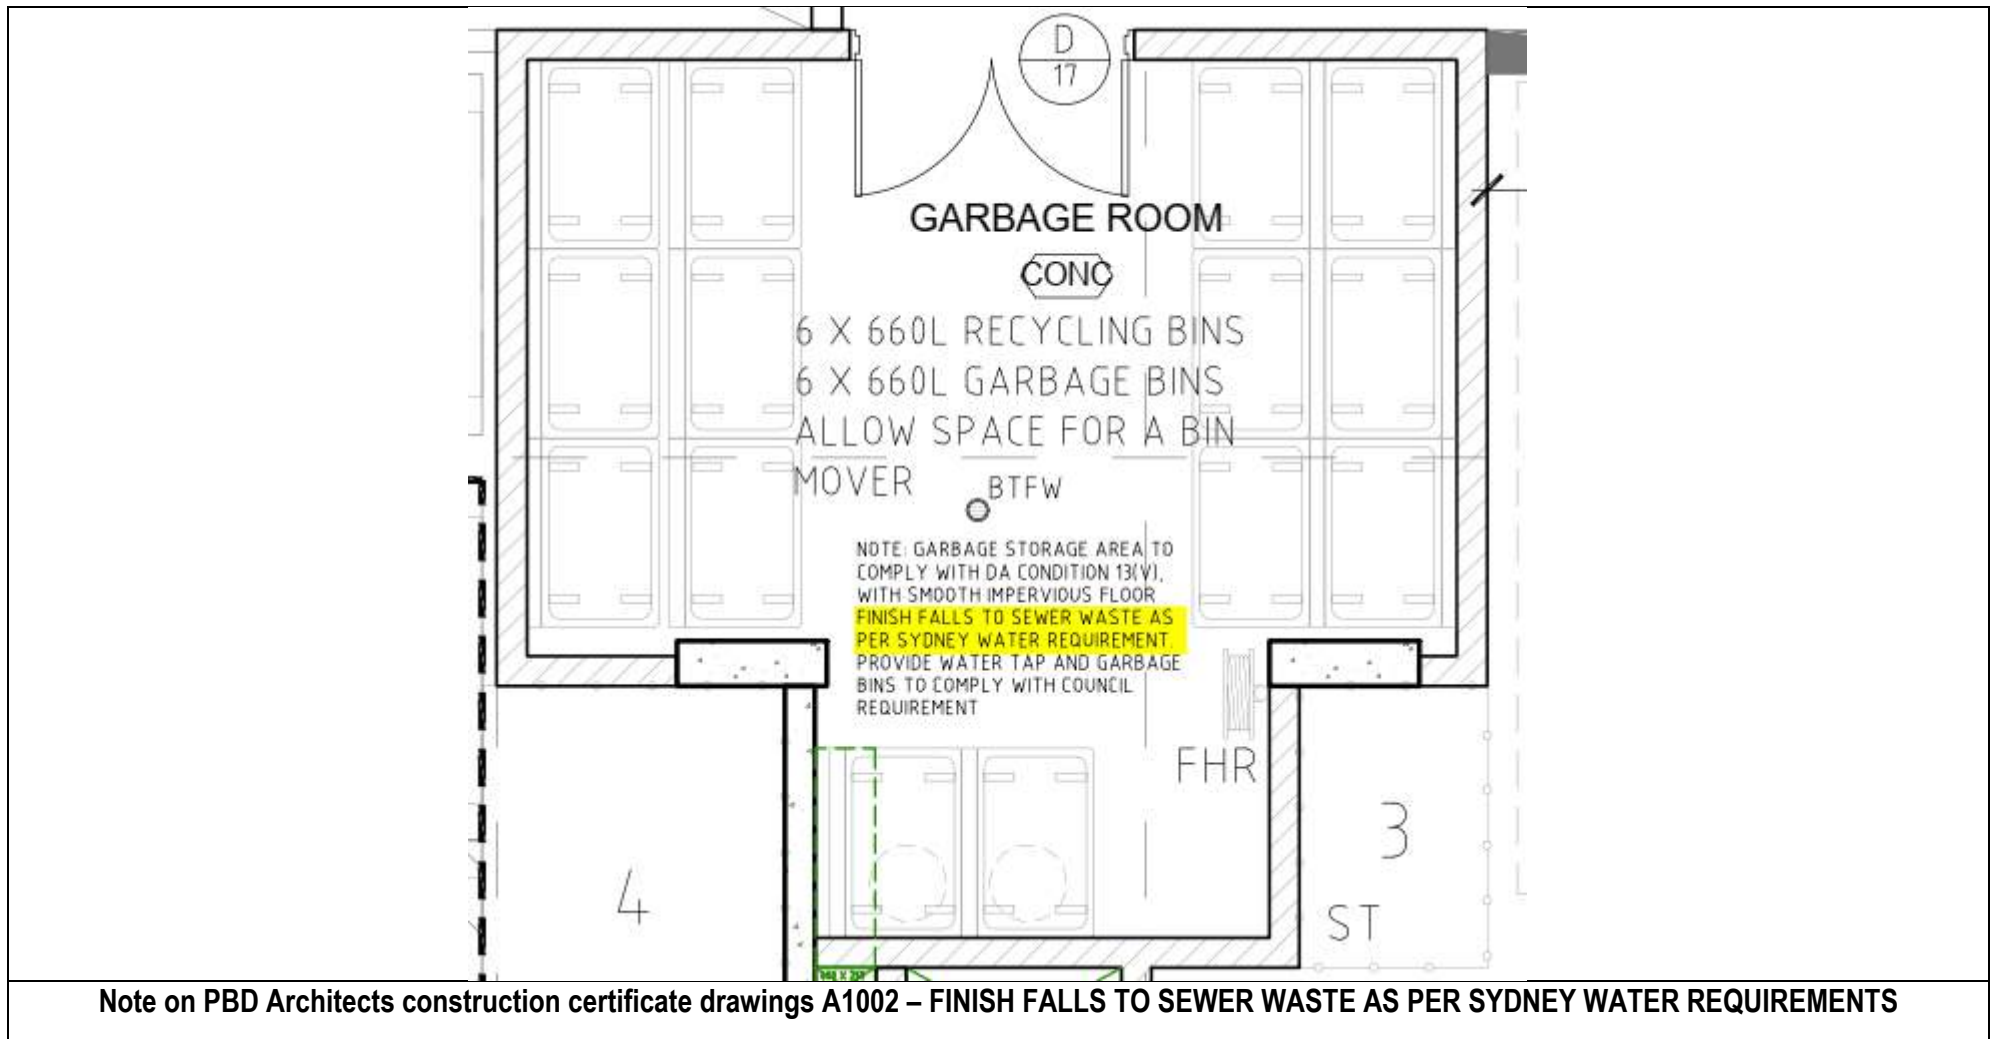 D
17
GARBAGE ROOM
CONC
6 X 660L RECYCLING BINS
6 X 660L GARBAGE BINS
ALLOW SPACE FOR A BIN
MOVER
BTFW
NOTE: GARBAGE STORAGE AREA TO
COMPLY WITH DA CONDITION 13(V),
WITH SMOOTH IMPERVIOUS FLOOR
FINISH FALLS TO SEWER WASTE AS
PER SYDNEY WATER REQUIREMENT.
PROVIDE WATER TAP AND GARBAGE
BINS TO COMPLY WITH COUNCIL
REQUIREMENT
FHR
3
4
ST
Note on PBD Architects construction certificate drawings A1002 – FINISH FALLS TO SEWER WASTE AS PER SYDNEY WATER REQUIREMENTS